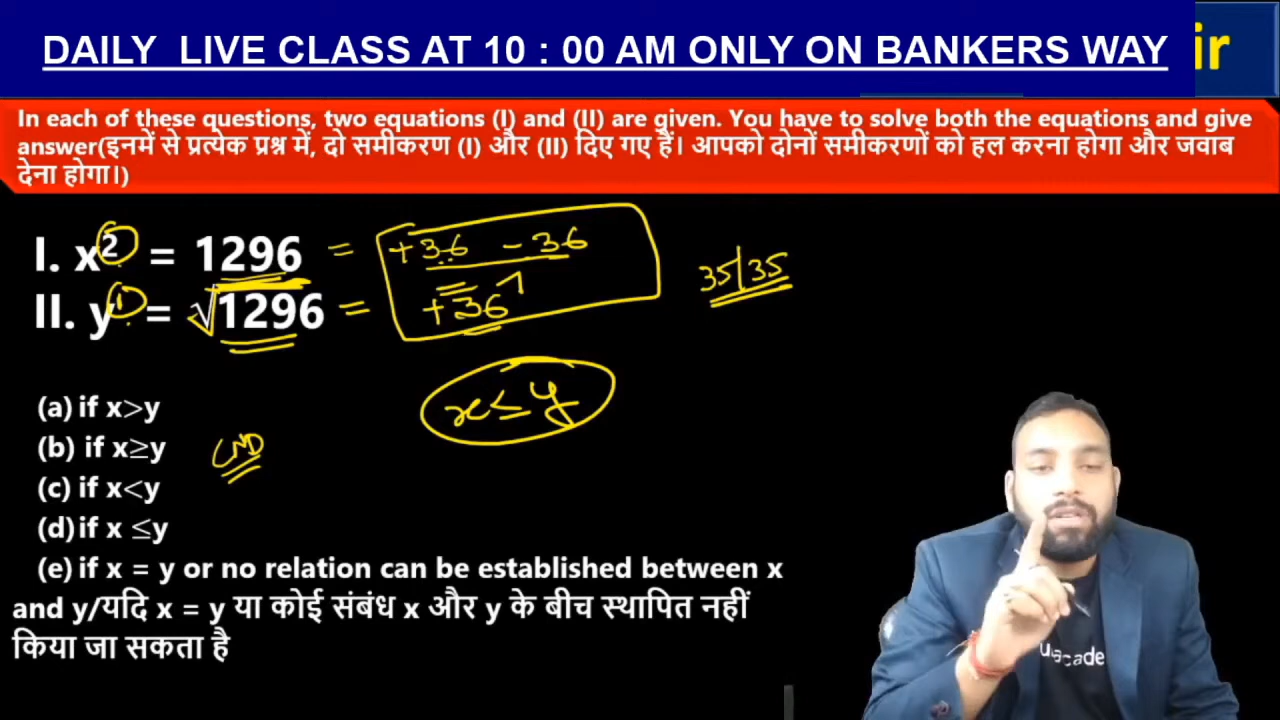 DAILY LIVE CLASS AT 10 : 00 AM ONLY ON BANKERS WAY
ir
In each of these questions, two equations (I) and (II) are given. You have to solve both the equations and give
answer(इनमें से प्रत्येक प्रश्न में, दो समीकरण (I) और (II) दिए गए हैं। आपको दोनों समीकरणों को हल करना होगा और जवाब
देना होगा।)
I. x² = 1296 = +36 -36
35/35
II. y¹ = √1296 = +36
x≤y
(a) if x>y
(b) if x≥y
CND
(c) if x<y
(d) if x ≤y
(e) if x = y or no relation can be established between x
and y/यदि x = y या कोई संबंध x और y के बीच स्थापित नहीं
किया जा सकता है
uacade